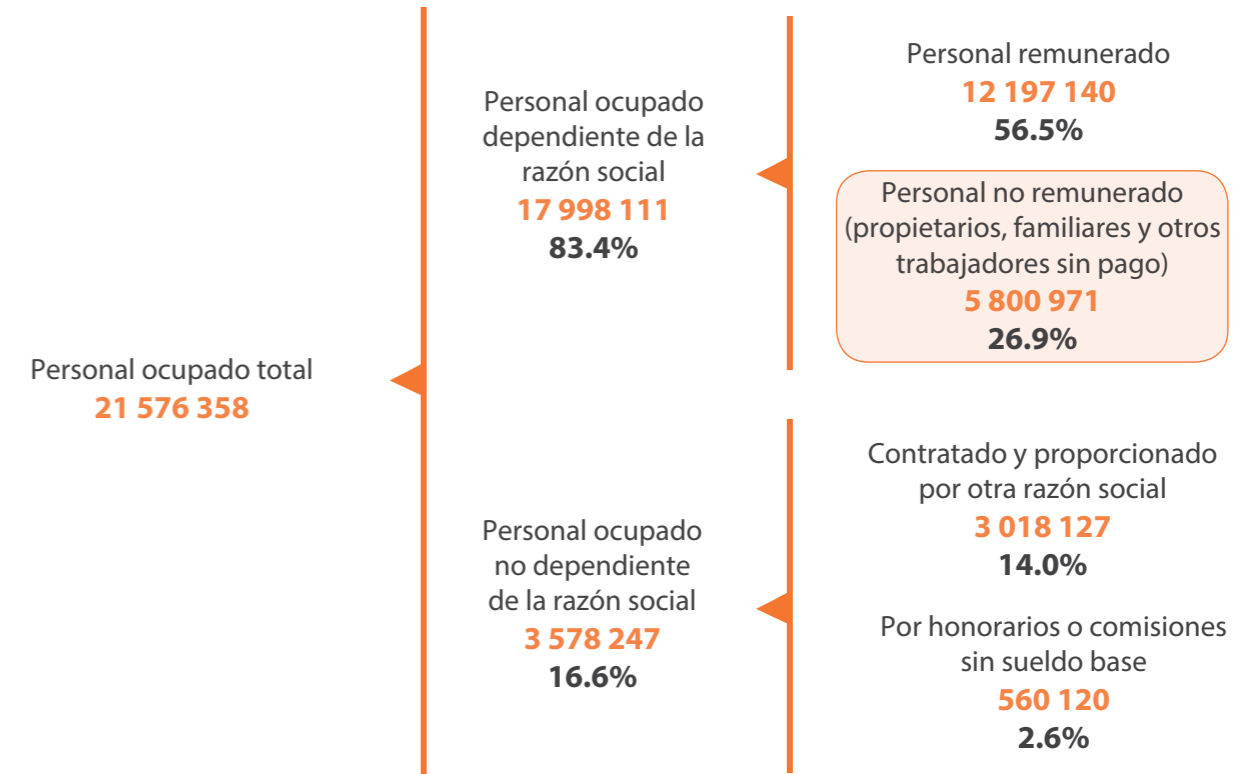 Personal ocupado total
21 576 358
Personal ocupado
dependiente de la
razón social
17 998 111
83.4%
Personal remunerado
12 197 140
56.5%
Personal no remunerado
(propietarios, familiares y otros
trabajadores sin pago)
5 800 971
26.9%
Personal ocupado
no dependiente
de la razón social
3 578 247
16.6%
Contratado y proporcionado
por otra razón social
3 018 127
14.0%
Por honorarios o comisiones
sin sueldo base
560 120
2.6%